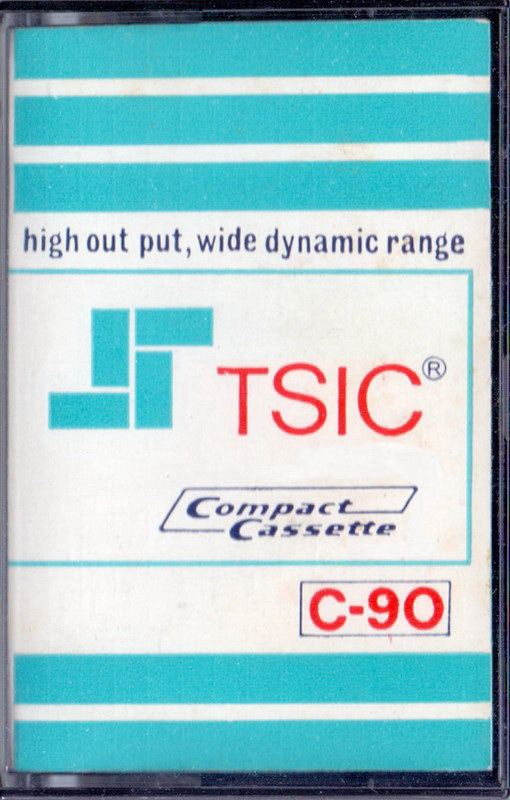 high out put, wide dynamic range
TSIC®
Compact
Cassette
C-90